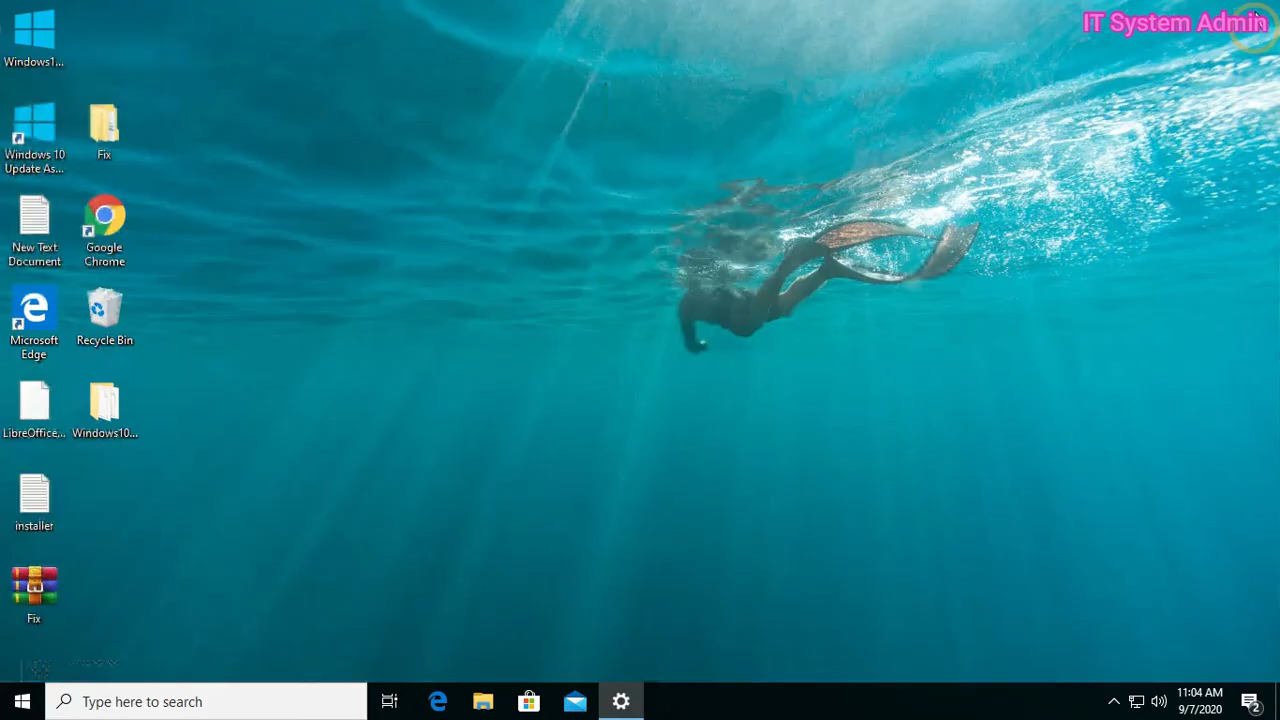 IT System Admin
Windows1...
Windows 10
Update As...
Fix
New Text
Document
Google
Chrome
Microsoft
Edge
Recycle Bin
LibreOffice,...
Windows10...
installer
Fix
Type here to search
11:04 AM
9/7/2020
2